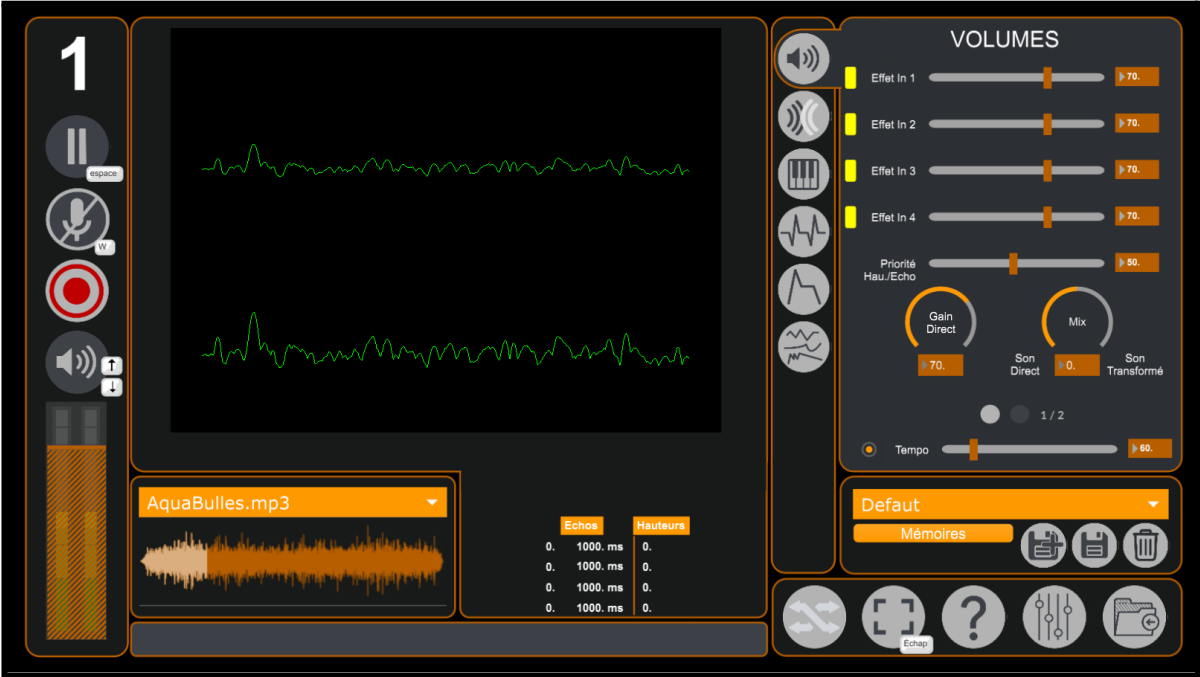 1
espace
W
AquaBulles.mp3
Echos Hauteurs
0. 1000. ms 0.
0. 1000. ms 0.
0. 1000. ms 0.
0. 1000. ms 0.
VOLUMES
Effet In 1 70.
Effet In 2 70.
Effet In 3 70.
Effet In 4 70.
Priorité
Hau./Echo 50.
Gain
Direct
70.
Mix
Son
Direct
0.
Son
Transformé
1 / 2
Tempo 60.
Defaut
Mémoires
?
Échap